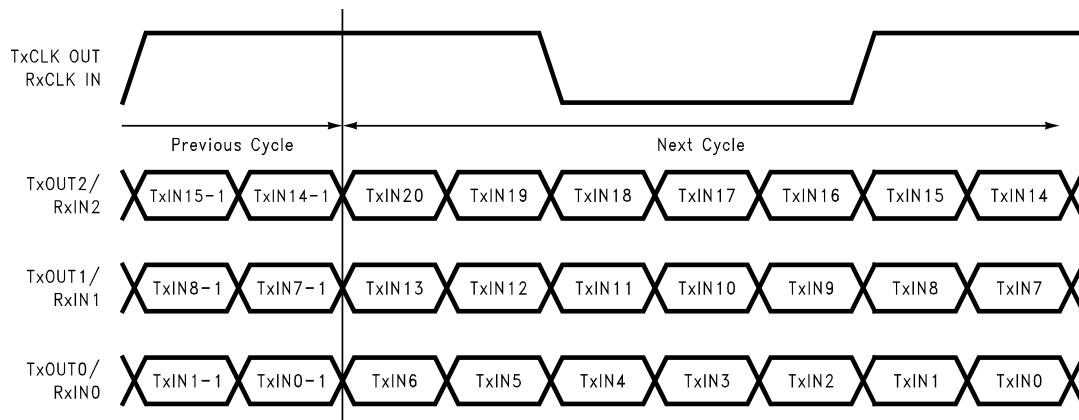 TxCLK OUT
RxCLK IN
Previous Cycle
Next Cycle
TxOUT2/
RxIN2
TxIN15-1 TxIN14-1 TxIN20 TxIN19 TxIN18 TxIN17 TxIN16 TxIN15 TxIN14
TxOUT1/
RxIN1
TxIN8-1 TxIN7-1 TxIN13 TxIN12 TxIN11 TxIN10 TxIN9 TxIN8 TxIN7
TxOUT0/
RxIN0
TxIN1-1 TxIN0-1 TxIN6 TxIN5 TxIN4 TxIN3 TxIN2 TxIN1 TxIN0